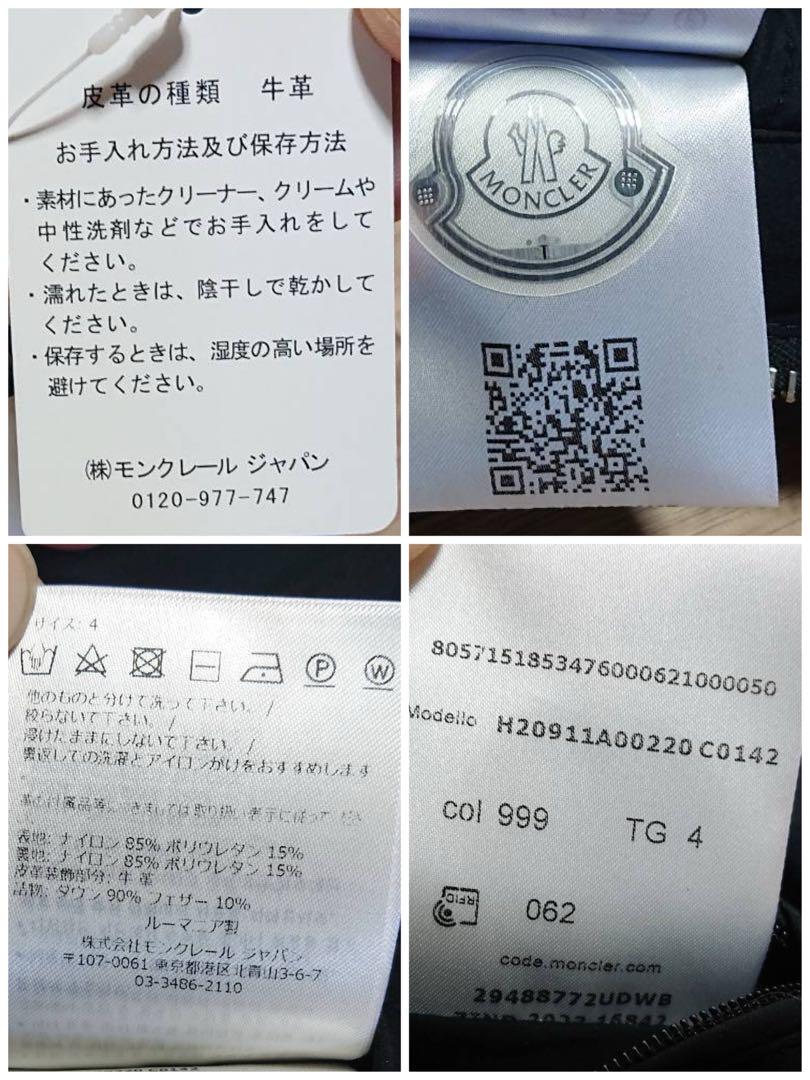 皮革の種類 牛革
お手入れ方法及び保存方法
・素材にあったクリーナー、クリームや
中性洗剤などでお手入れをして
ください。
・濡れたときは、陰干しで乾かして
ください。
・保存するときは、湿度の高い場所を
避けてください。
㈱モンクレール ジャパン
0120-977-747
MONCLER
サイズ: 4
P
W
他のものと分けて洗って下さい。/
絞らないで下さい。/
浸けたままにしないで下さい。/
裏返しての洗濯とアイロンがけをおすすめします
。
取り扱い表示に従って
表地: ナイロン 85% ポリウレタン 15%
裏地: ナイロン 85% ポリウレタン 15%
皮革装飾部分: 牛革
詰物: ダウン 90% フェザー 10%
ルーマニア製
株式会社モンクレール ジャパン
〒107-0061 東京都港区北青山3-6-7
03-3486-2110
8057151853476000621000050
Modello H20911A00220 C0142
col 999 TG 4
RFID 062
code.moncler.com
29488772UDWB